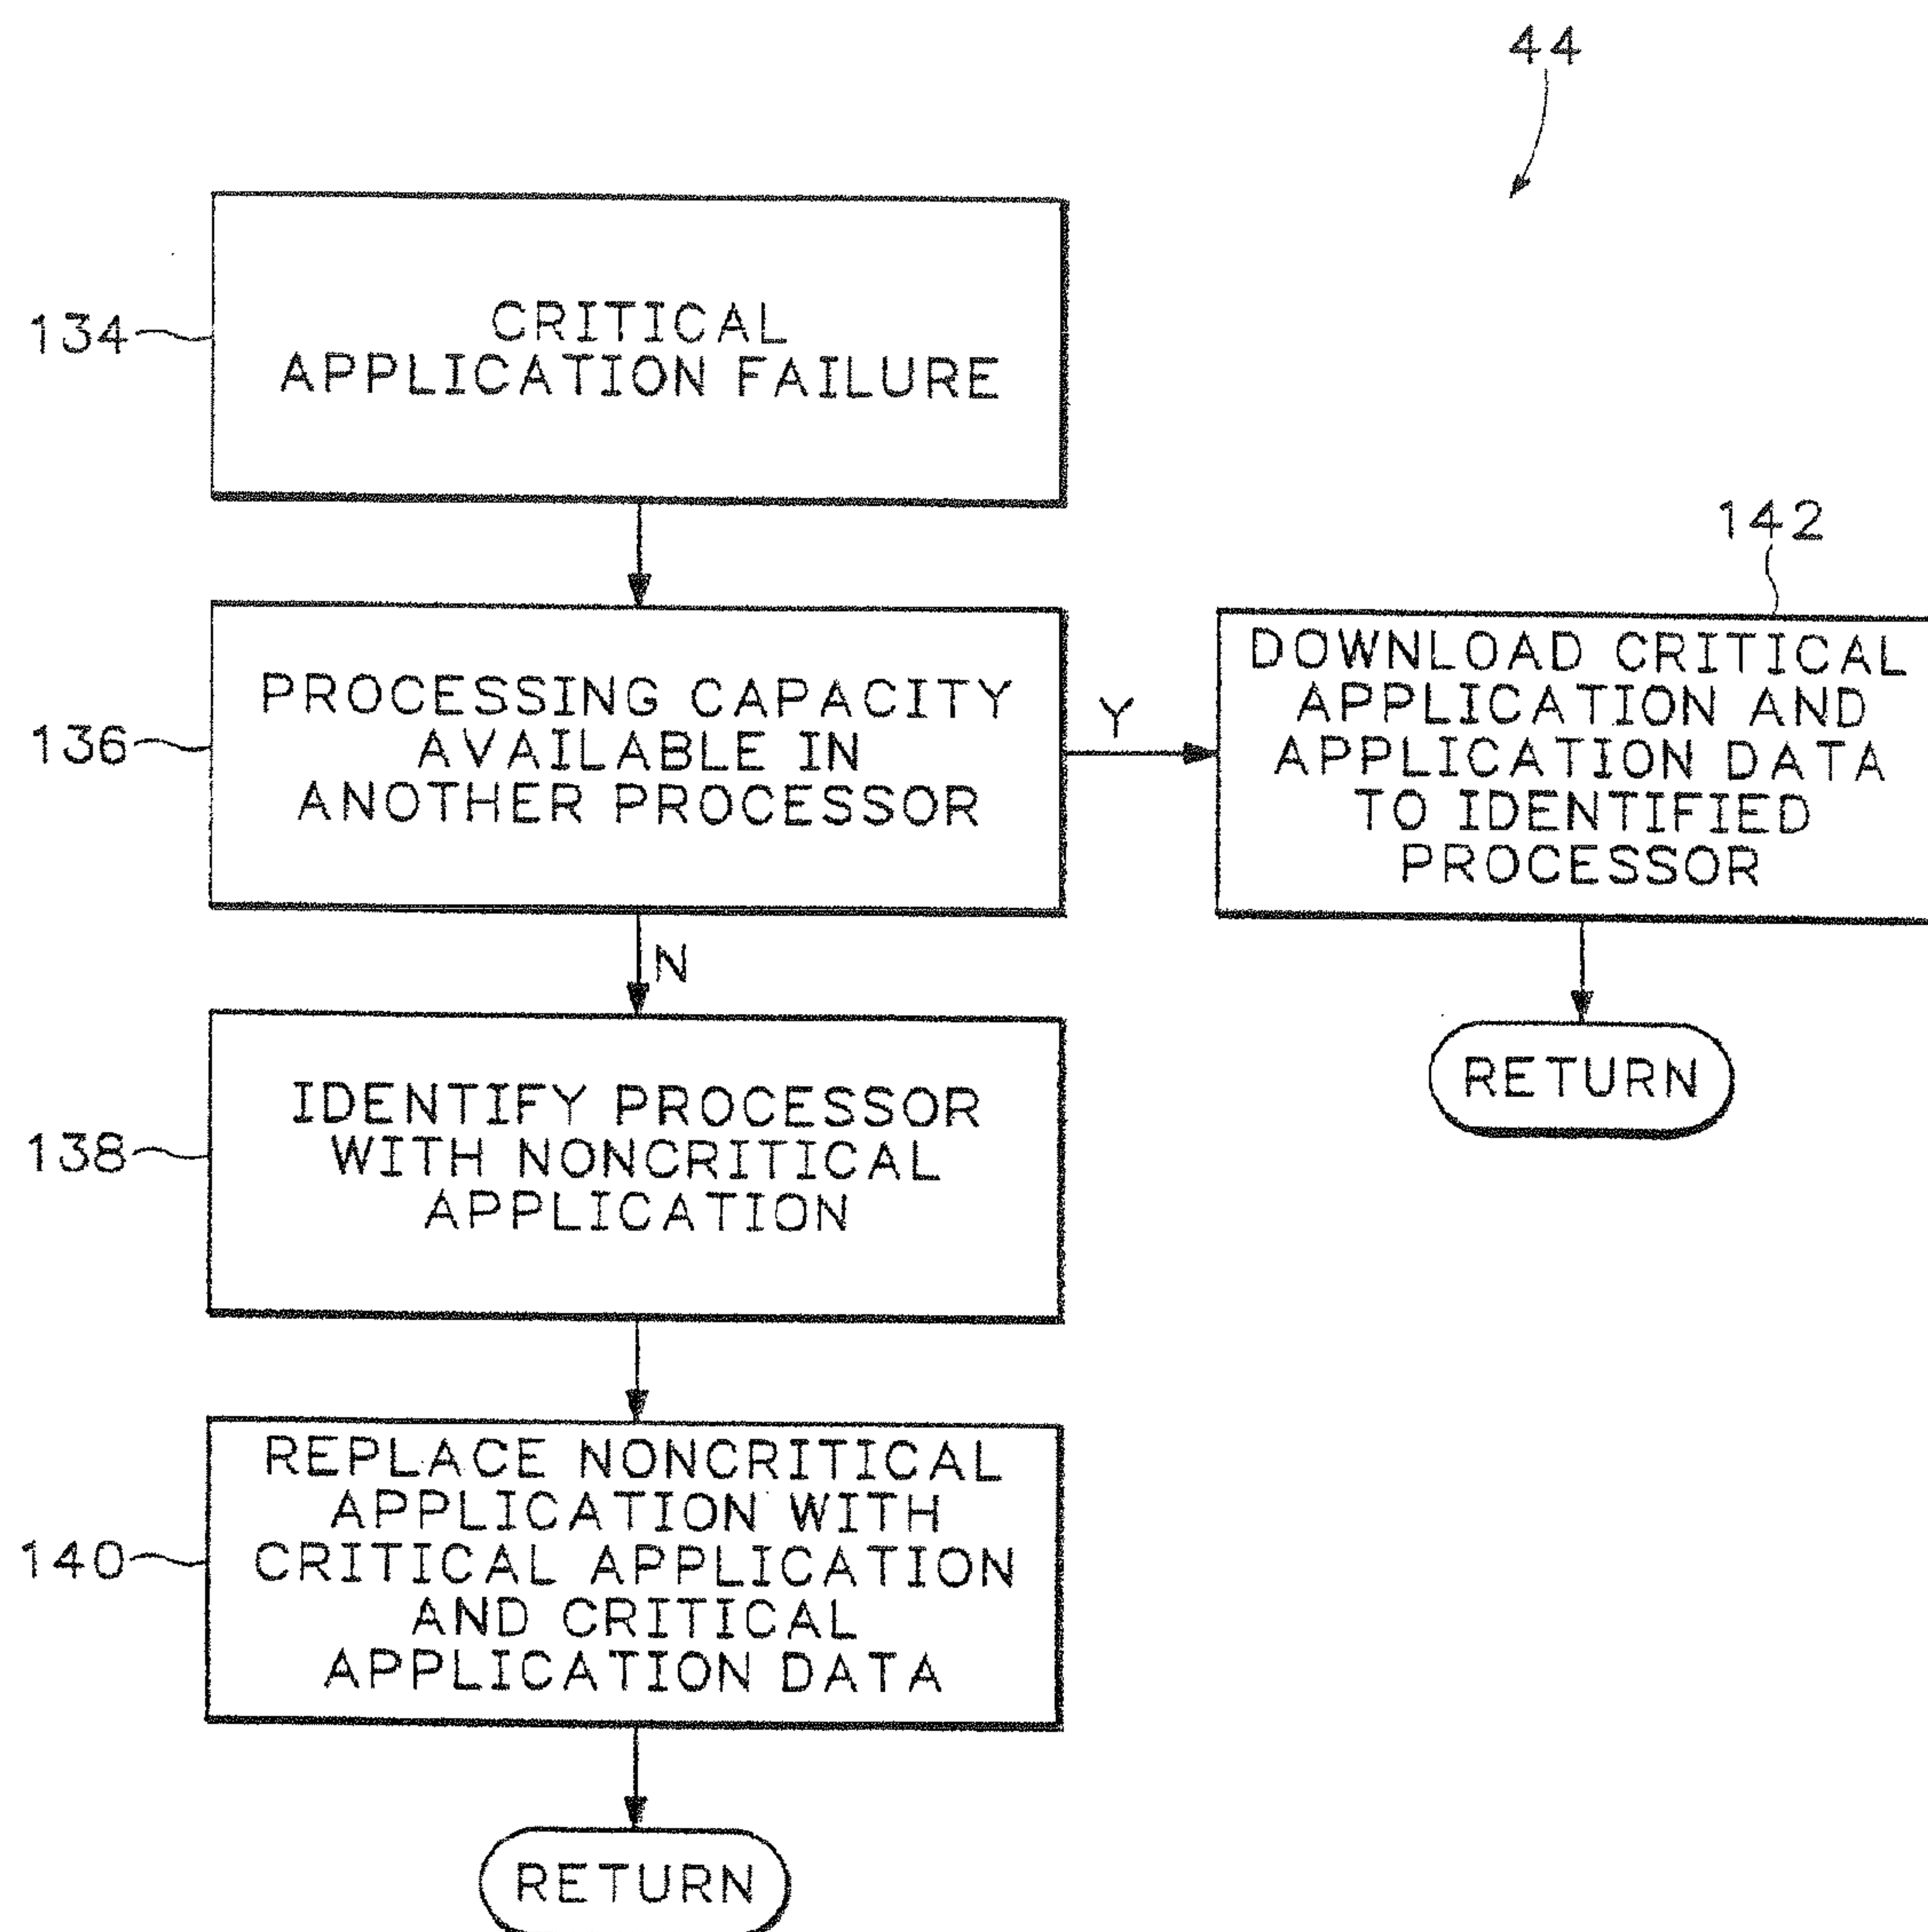 44
134
CRITICAL
APPLICATION FAILURE
136
PROCESSING CAPACITY
AVAILABLE IN
ANOTHER PROCESSOR
Y
142
DOWNLOAD CRITICAL
APPLICATION AND
APPLICATION DATA
TO IDENTIFIED
PROCESSOR
RETURN
N
138
IDENTIFY PROCESSOR
WITH NONCRITICAL
APPLICATION
140
REPLACE NONCRITICAL
APPLICATION WITH
CRITICAL APPLICATION
AND CRITICAL
APPLICATION DATA
RETURN